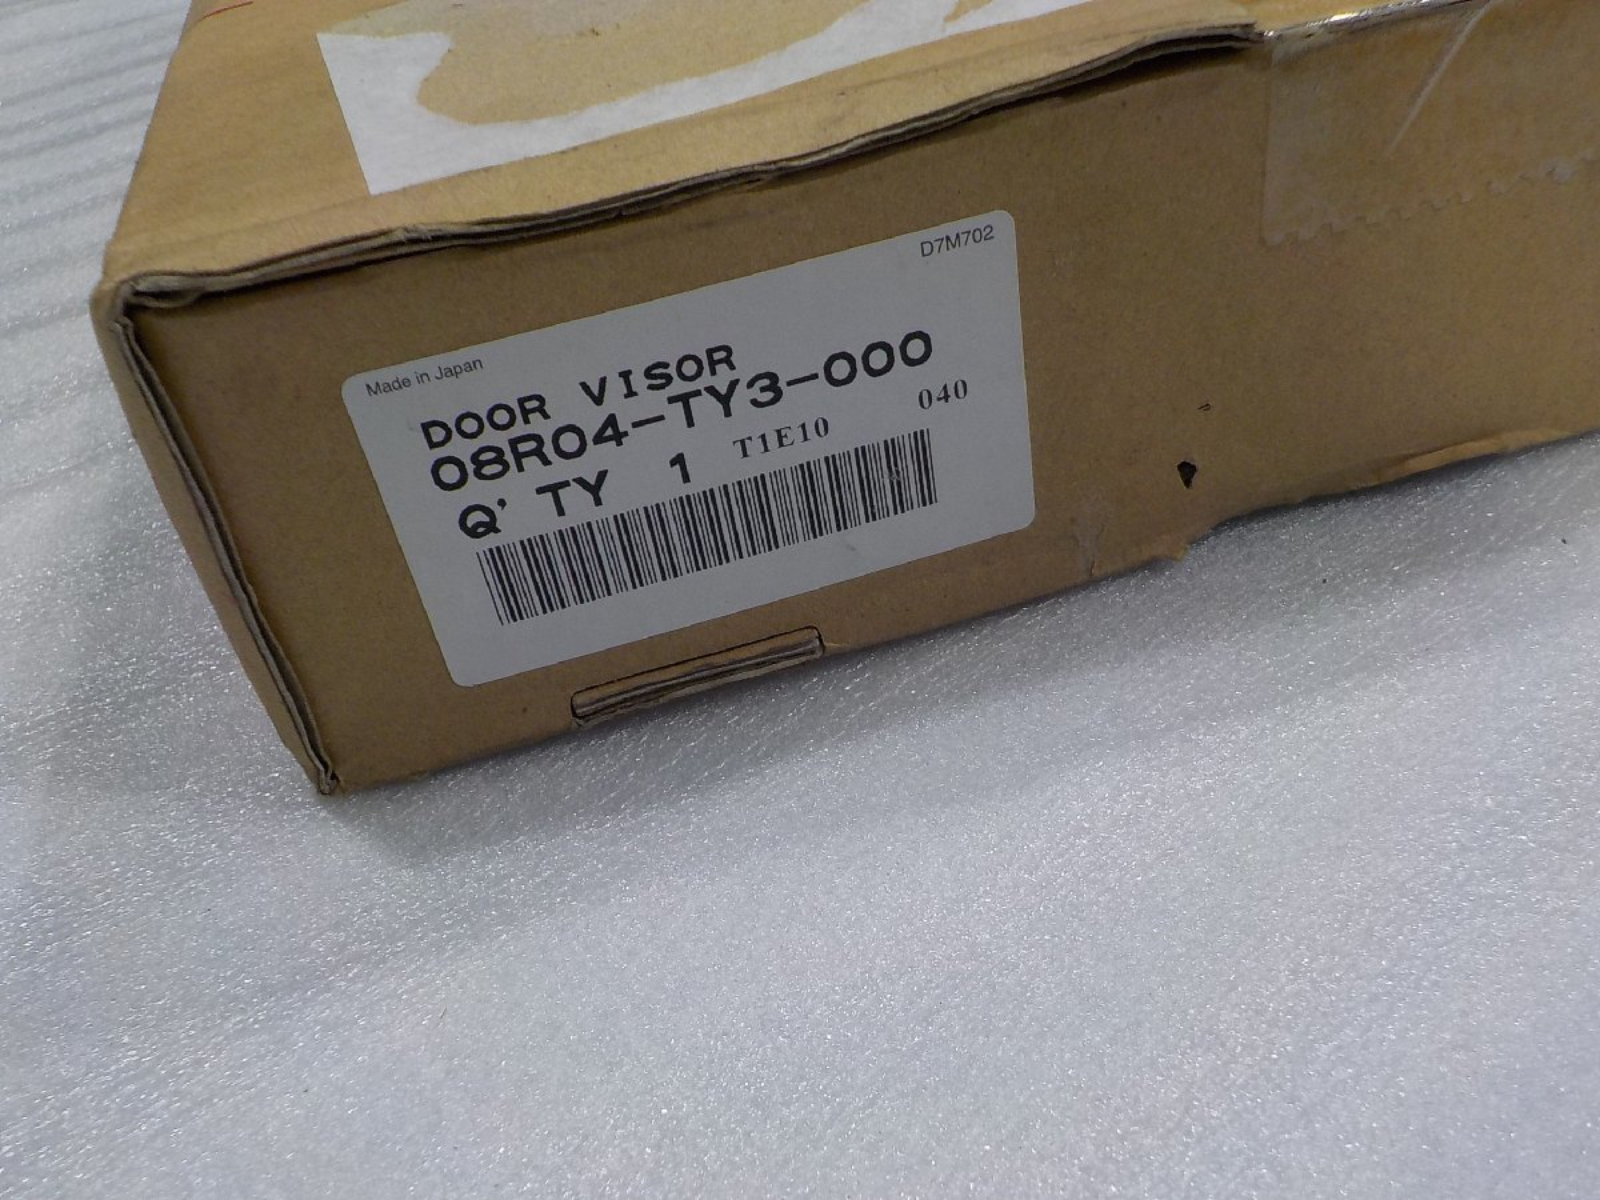 D7M702
Made in Japan
DOOR VISOR
08R04-TY3-000
Q'TY 1 T1E10 040